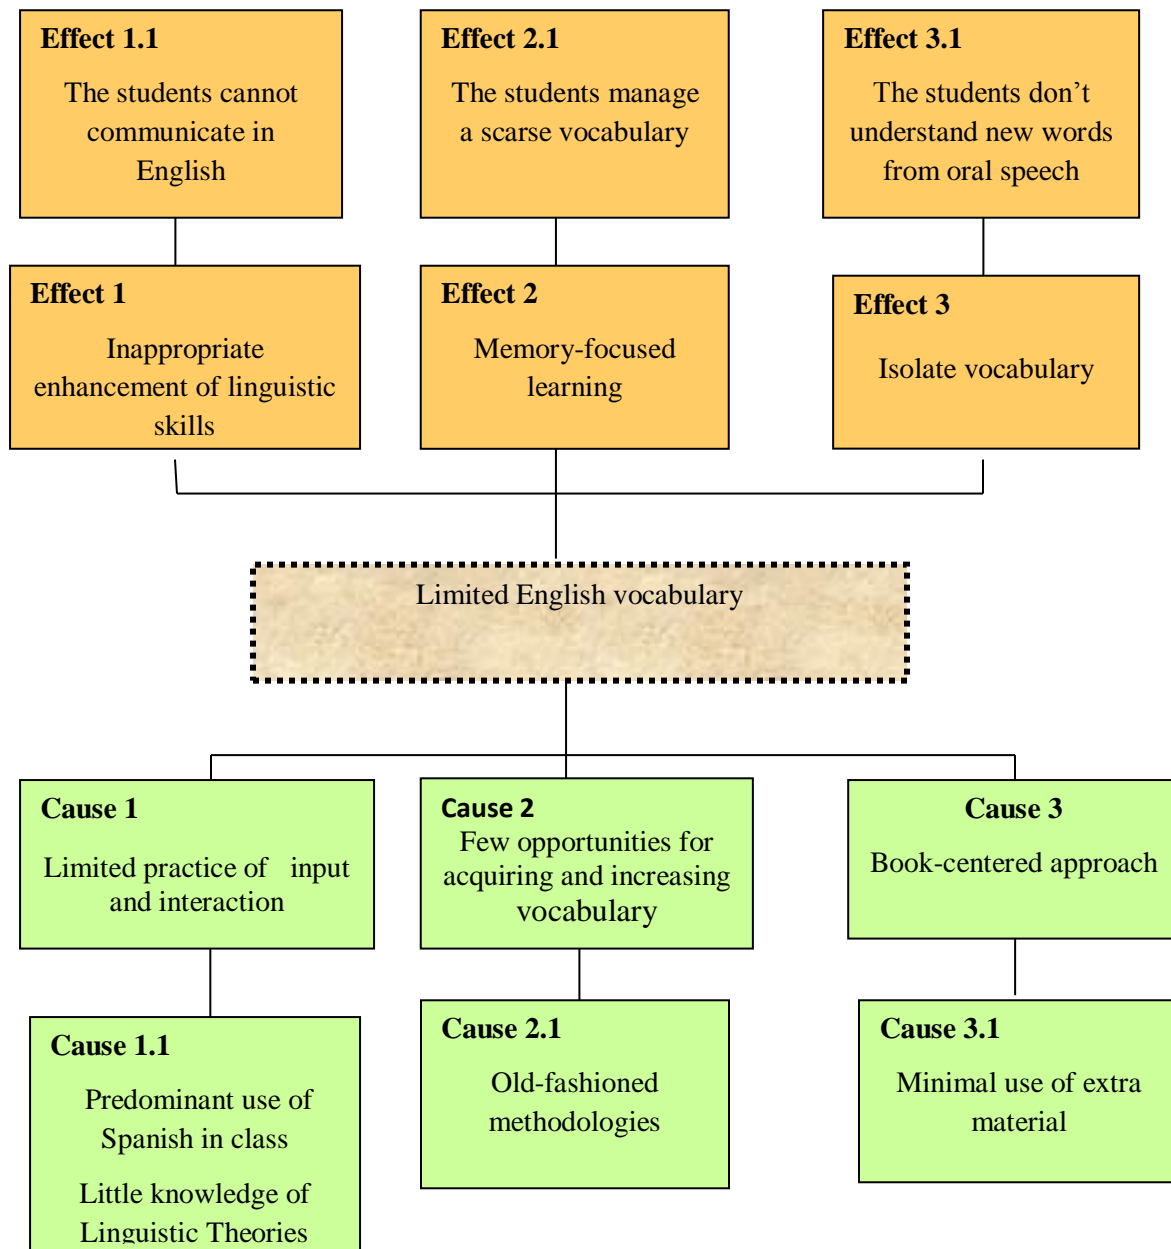 Effect 1.1
The students cannot
communicate in
English
Effect 2.1
The students manage
a scarse vocabulary
Effect 3.1
The students don’t
understand new words
from oral speech
Effect 1
Inappropriate
enhancement of linguistic
skills
Effect 2
Memory-focused
learning
Effect 3
Isolate vocabulary
Limited English vocabulary
Cause 1
Limited practice of input
and interaction
Cause 2
Few opportunities for
acquiring and increasing
vocabulary
Cause 3
Book-centered approach
Cause 1.1
Predominant use of
Spanish in class
Little knowledge of
Linguistic Theories
Cause 2.1
Old-fashioned
methodologies
Cause 3.1
Minimal use of extra
material